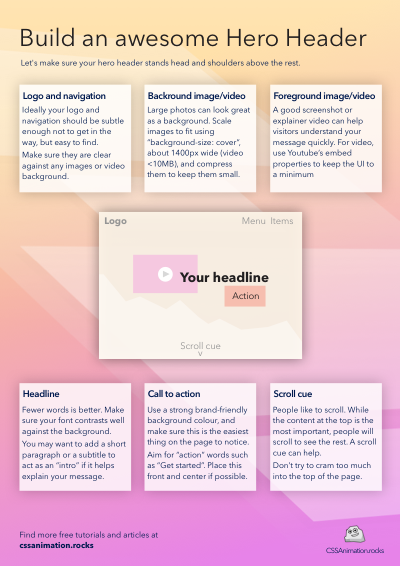 Build an awesome Hero Header
Let's make sure your hero header stands head and shoulders above the rest.
Logo and navigation
Ideally your logo and
navigation should be subtle
enough not to get in the
way, but easy to find.
Make sure they are clear
against any images or video
background.
Backround image/video
Large photos can look great
as a background. Scale
images to fit using
"background-size: cover",
about 1400px wide (video
<10MB), and compress
them to keep them small.
Foreground image/video
A good screenshot or
explainer video can help
visitors understand your
message quickly. For video,
use Youtube's embed
properties to keep the UI to
a minimum
Logo
Menu Items
Your headline
Action
Scroll cue
v
Headline
Fewer words is better. Make
sure your font contrasts well
against the background.
You may want to add a short
paragraph or a subtitle to
act as an "intro" if it helps
explain your message.
Call to action
Use a strong brand-friendly
background colour, and
make sure this is the easiest
thing on the page to notice.
Aim for "action" words such
as "Get started". Place this
front and center if possible.
Scroll cue
People like to scroll. While
the content at the top is the
most important, people will
scroll to see the rest. A scroll
cue can help.
Don't try to cram too much
into the top of the page.
Find more free tutorials and articles at
cssanimation.rocks
CSSAnimation.rocks